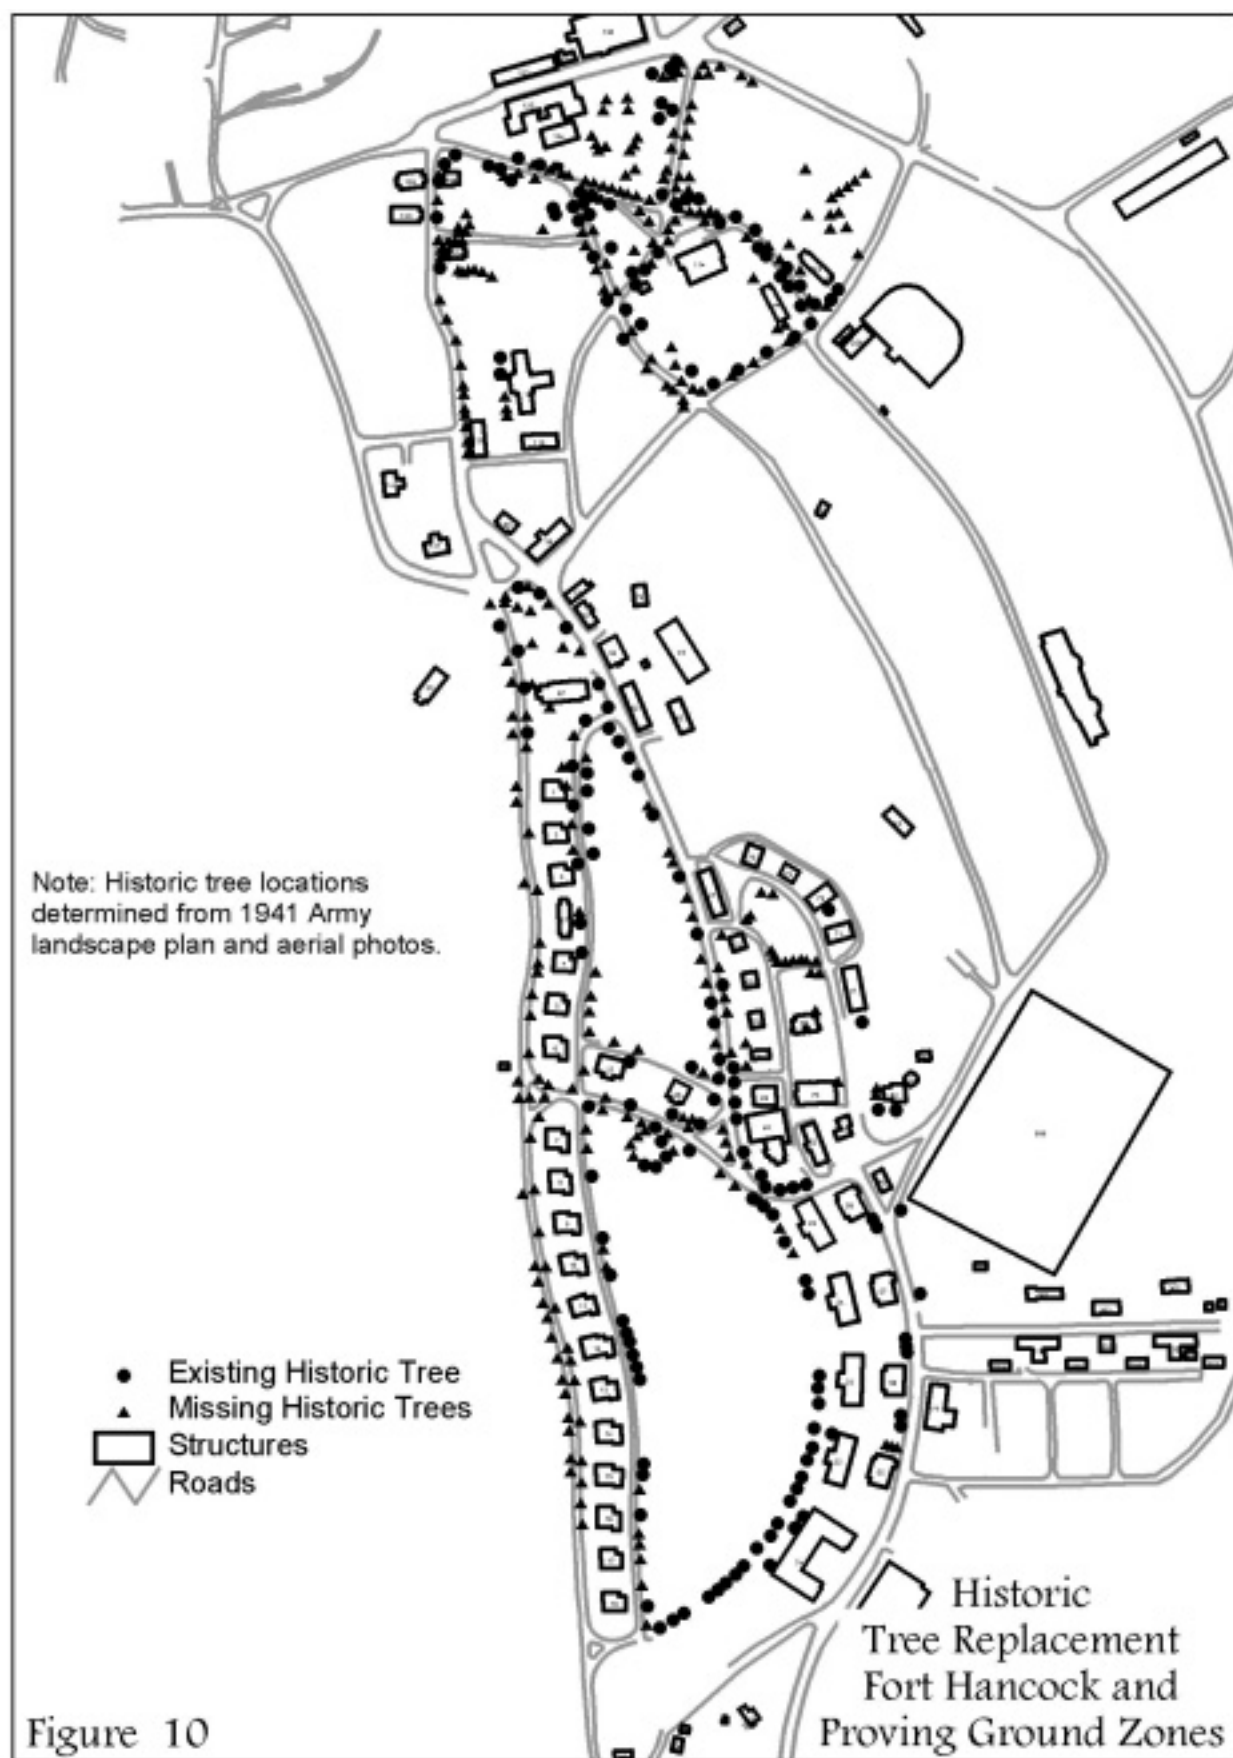 Note: Historic tree locations
determined from 1941 Army
landscape plan and aerial photos.
Existing Historic Tree
Missing Historic Trees
Structures
Roads
Historic
Tree Replacement
Fort Hancock and
Proving Ground Zones
Figure 10